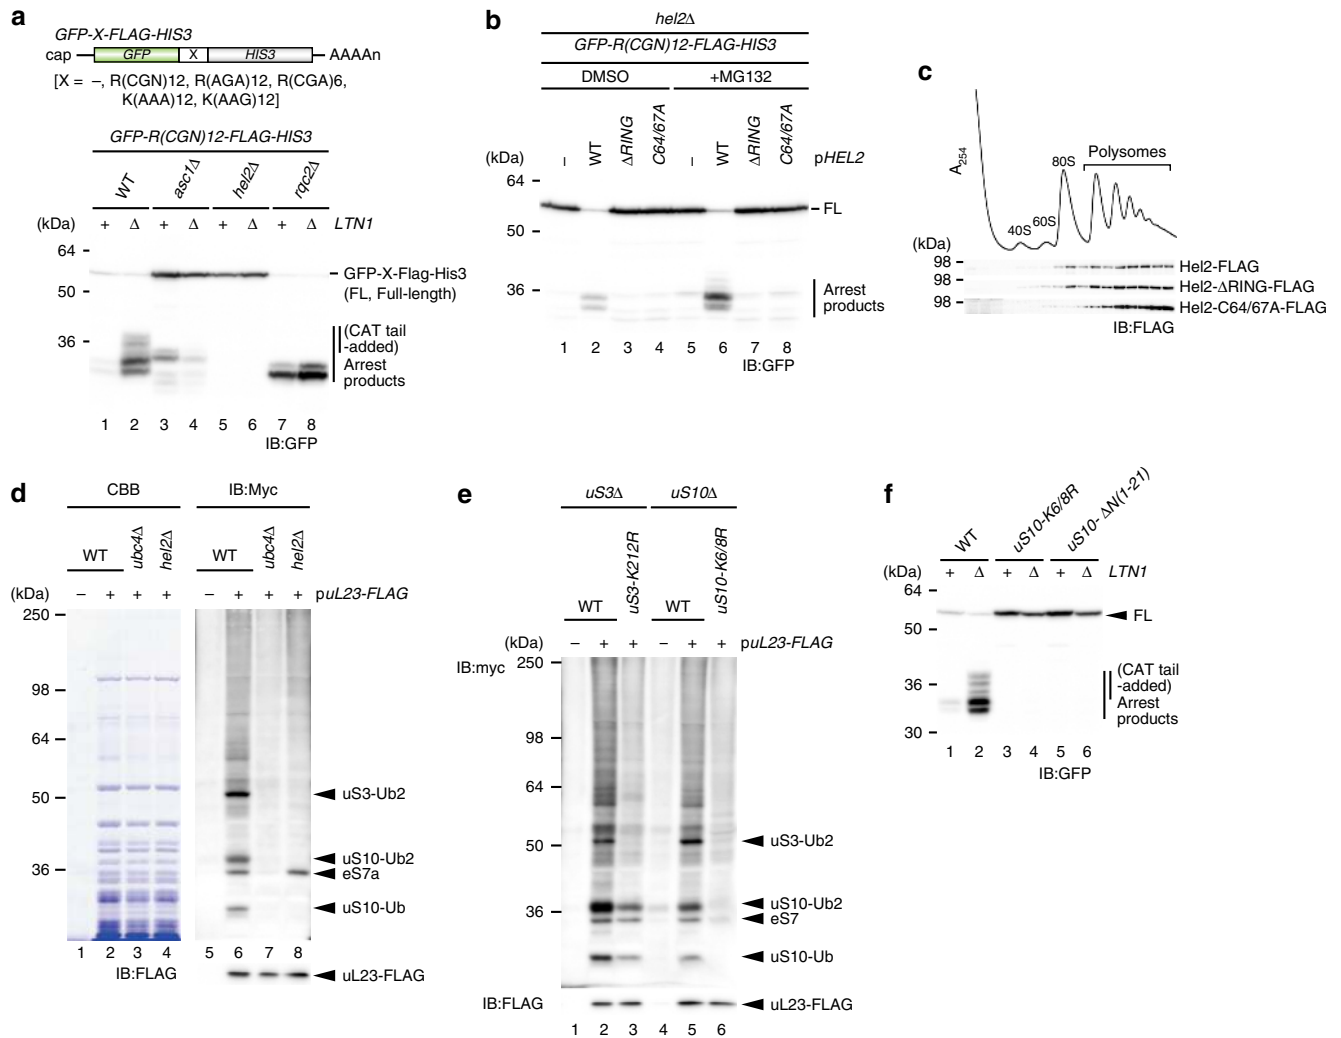 a
GFP-X-FLAG-HIS3
cap GFP X HIS3 AAAAn
[X = –, R(CGN)12, R(AGA)12, R(CGA)6,
K(AAA)12, K(AAG)12]
GFP-R(CGN)12-FLAG-HIS3
WT asc1Δ hel2Δ rqc2Δ
(kDa) + Δ + Δ + Δ + Δ LTN1
64
GFP-X-Flag-His3
(FL, Full-length)
50
36
(CAT tail
-added)
Arrest
products
1 2 3 4 5 6 7 8
IB:GFP
b
hel2Δ
GFP-R(CGN)12-FLAG-HIS3
DMSO +MG132
(kDa) – WT ΔRING C64/67A – WT ΔRING C64/67A pHEL2
64
FL
50
36
Arrest
products
1 2 3 4 5 6 7 8
IB:GFP
c
A254
40S 60S 80S Polysomes
(kDa)
98 Hel2-FLAG
98 Hel2-ΔRING-FLAG
98 Hel2-C64/67A-FLAG
IB:FLAG
d
CBB IB:Myc
WT ubc4Δ hel2Δ WT ubc4Δ hel2Δ
(kDa) – + + + – + + + puL23-FLAG
250
98
64
50
36
uS3-Ub2
uS10-Ub2
eS7a
uS10-Ub
1 2 3 4 5 6 7 8
IB:FLAG uL23-FLAG
e
uS3Δ uS10Δ
WT uS3-K212R WT uS10-K6/8R
(kDa) – + + – + + puL23-FLAG
IB:myc 250
98
64
50
36
uS3-Ub2
uS10-Ub2
eS7
uS10-Ub
IB:FLAG uL23-FLAG
1 2 3 4 5 6
f
WT uS10-K6/8R uS10- ΔN(1-21)
(kDa) + Δ + Δ + Δ LTN1
64
FL
50
36
(CAT tail
-added)
Arrest
products
30
1 2 3 4 5 6
IB:GFP